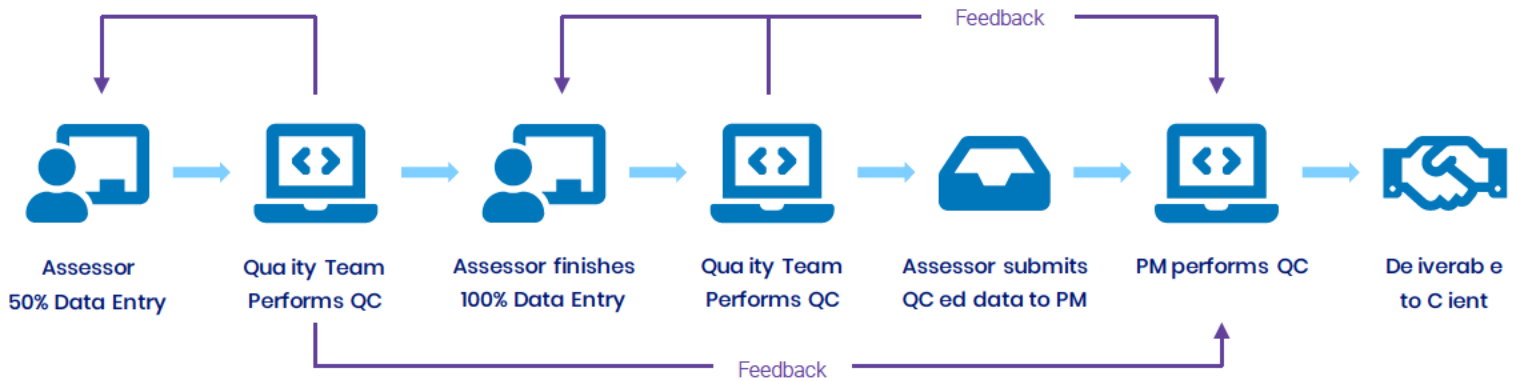 Feedback
Assessor
50% Data Entry
Qua ity Team
Performs QC
Assessor finishes
100% Data Entry
Qua ity Team
Performs QC
Assessor submits
QC ed data to PM
PM performs QC
De iverab e
to C ient
Feedback